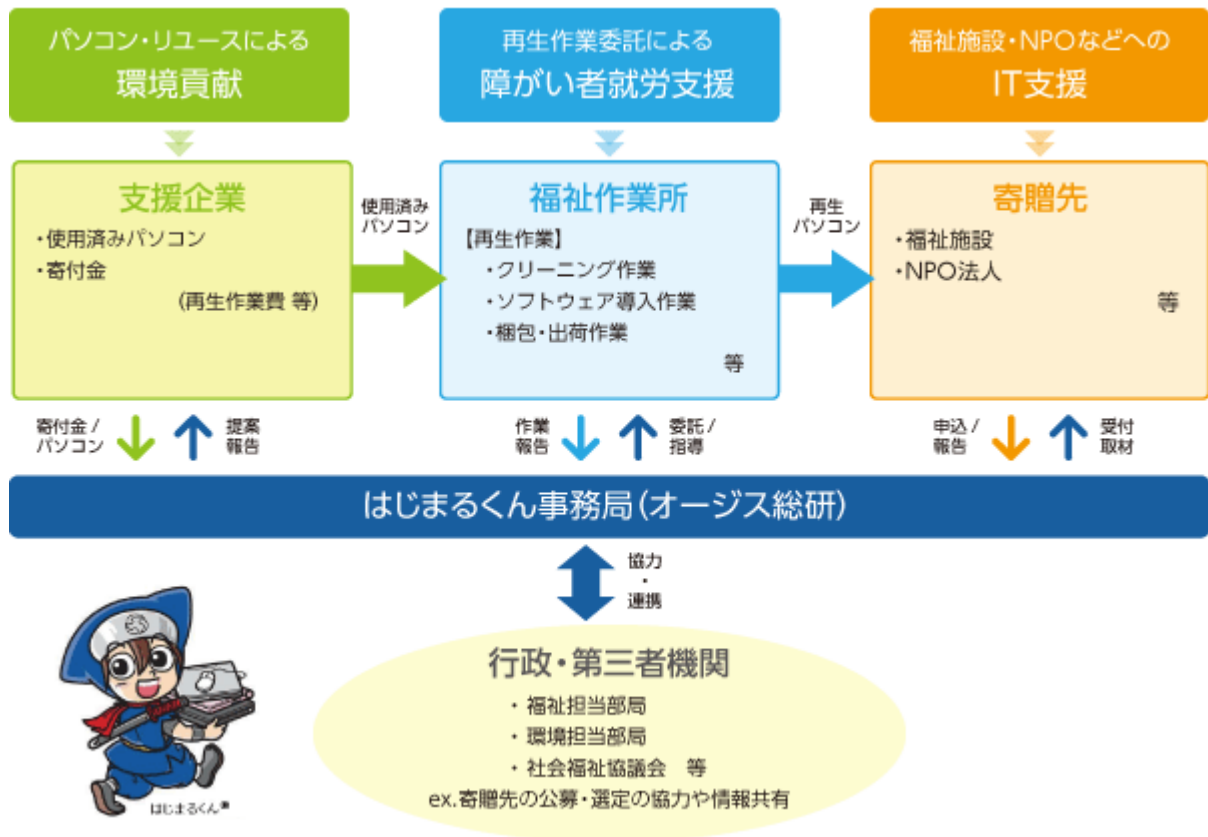 パソコン・リユースによる
環境貢献
再生作業委託による
障がい者就労支援
福祉施設・NPOなどへの
IT支援
支援企業
・使用済みパソコン
・寄付金
(再生作業費 等)
使用済み
パソコン
福祉作業所
【再生作業】
・クリーニング作業
・ソフトウェア導入作業
・梱包・出荷作業
等
再生
パソコン
寄贈先
・福祉施設
・NPO法人
等
寄付金 /
パソコン
提案
報告
作業
報告
委託 /
指導
申込 /
報告
受付
取材
はじまるくん事務局(オージス総研)
協力
・
連携
行政・第三者機関
・ 福祉担当部局
・ 環境担当部局
・ 社会福祉協議会 等
ex.寄贈先の公募・選定の協力や情報共有
はじまるくん®